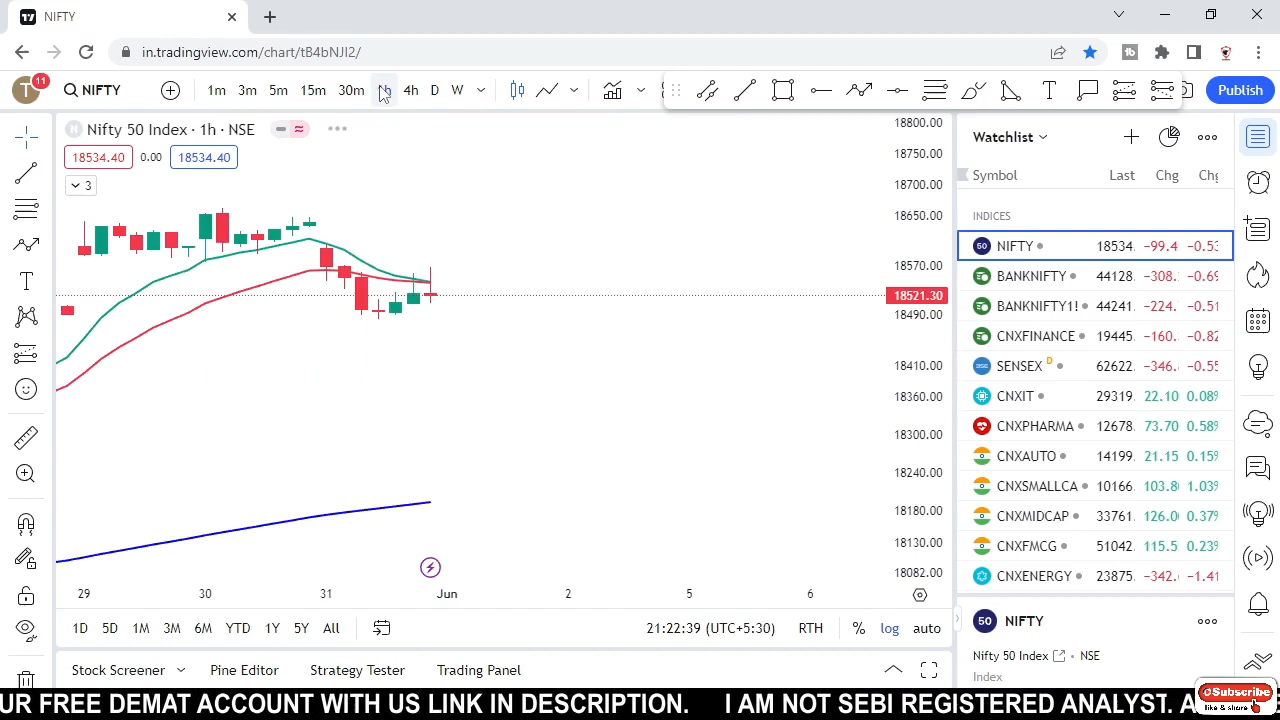 NIFTY
in.tradingview.com/chart/tB4bNJI2/
T 11 NIFTY 1m 3m 5m 15m 30m 4h D W Publish
Nifty 50 Index · 1h · NSE
18534.40 0.00 18534.40
3
18800.00
18750.00
18700.00
18650.00
18570.00
18521.30
18490.00
18410.00
18360.00
18300.00
18240.00
18180.00
18130.00
18082.00
29 30 31 Jun 2 5 6
1D 5D 1M 3M 6M YTD 1Y 5Y All 21:22:39 (UTC+5:30) RTH % log auto
Stock Screener Pine Editor Strategy Tester Trading Panel
Watchlist
Symbol Last Chg Chg
INDICES
50 NIFTY 18534. −99.4 −0.53
BANKNIFTY 44128. −308. −0.69
BANKNIFTY1! 44241. −224. −0.51
CNXFINANCE 19445. −160. −0.82
SENSEX D 62622. −346. −0.55
CNXIT 29319. 22.10 0.08%
CNXPHARMA 12678. 73.70 0.58%
CNXAUTO 14199. 21.15 0.15%
CNXSMALLCA 10166. 103.8 1.03%
CNXMIDCAP 33761. 126.0 0.37%
CNXFMCG 51042. 115.5 0.23%
CNXENERGY 23875. −342. −1.41
50 NIFTY
Nifty 50 Index · NSE
Index
UR FREE DEMAT ACCOUNT WITH US LINK IN DESCRIPTION. I AM NOT SEBI REGISTERED ANALYST. A
Subscribe
like & share